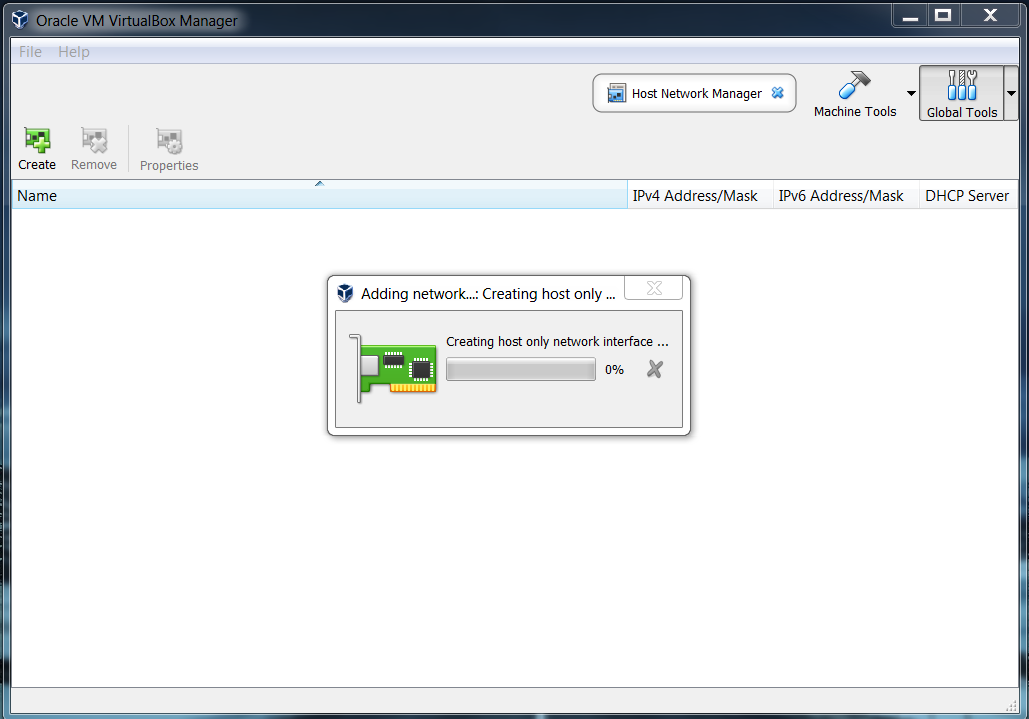 Oracle VM VirtualBox Manager
File Help
Host Network Manager
Machine Tools
Global Tools
Create Remove Properties
Name IPv4 Address/Mask IPv6 Address/Mask DHCP Server
Adding network...: Creating host only ...
Creating host only network interface ...
0%